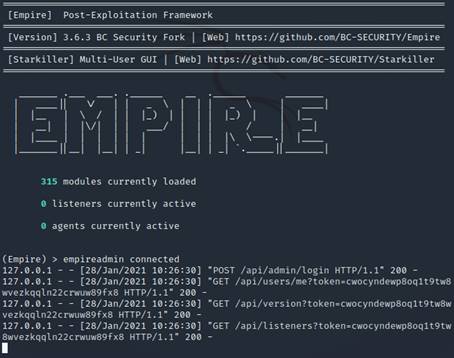 [Empire] Post-Exploitation Framework
[Version] 3.6.3 BC Security Fork | [Web] https://github.com/BC-SECURITY/Empire
[Starkiller] Multi-User GUI | [Web] https://github.com/BC-SECURITY/Starkiller
EMPIRE
315 modules currently loaded
0 listeners currently active
0 agents currently active
(Empire) > empireadmin connected
127.0.0.1 - - [28/Jan/2021 10:26:30] "POST /api/admin/login HTTP/1.1" 200 -
127.0.0.1 - - [28/Jan/2021 10:26:30] "GET /api/users/me?token=cwocyndewp8oq1t9tw8
wvezkqqln22crwuw89fx8 HTTP/1.1" 200 -
127.0.0.1 - - [28/Jan/2021 10:26:30] "GET /api/version?token=cwocyndewp8oq1t9tw8w
vezkqqln22crwuw89fx8 HTTP/1.1" 200 -
127.0.0.1 - - [28/Jan/2021 10:26:30] "GET /api/listeners?token=cwocyndewp8oq1t9tw
8wvezkqqln22crwuw89fx8 HTTP/1.1" 200 -